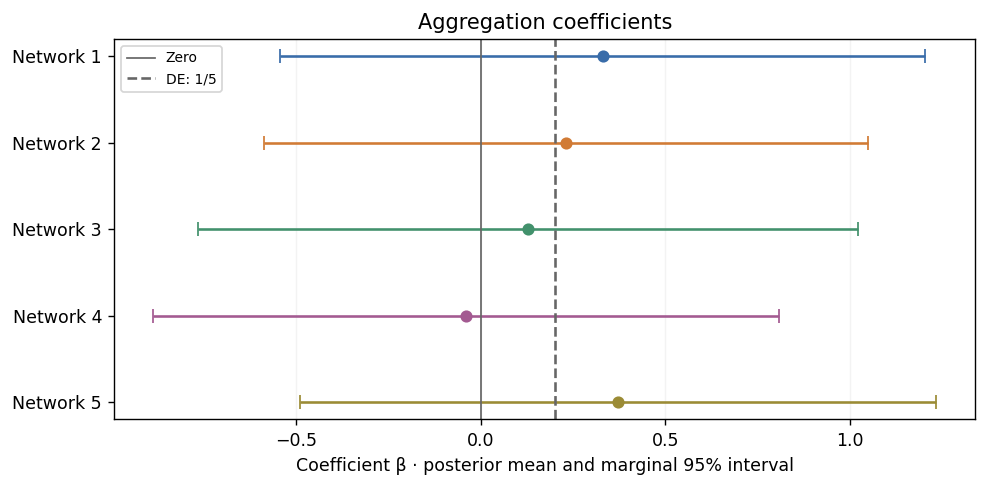 Aggregation coefficients
Network 1
Network 2
Network 3
Network 4
Network 5
Zero
DE: 1/5
−0.5
0.0
0.5
1.0
Coefficient β · posterior mean and marginal 95% interval